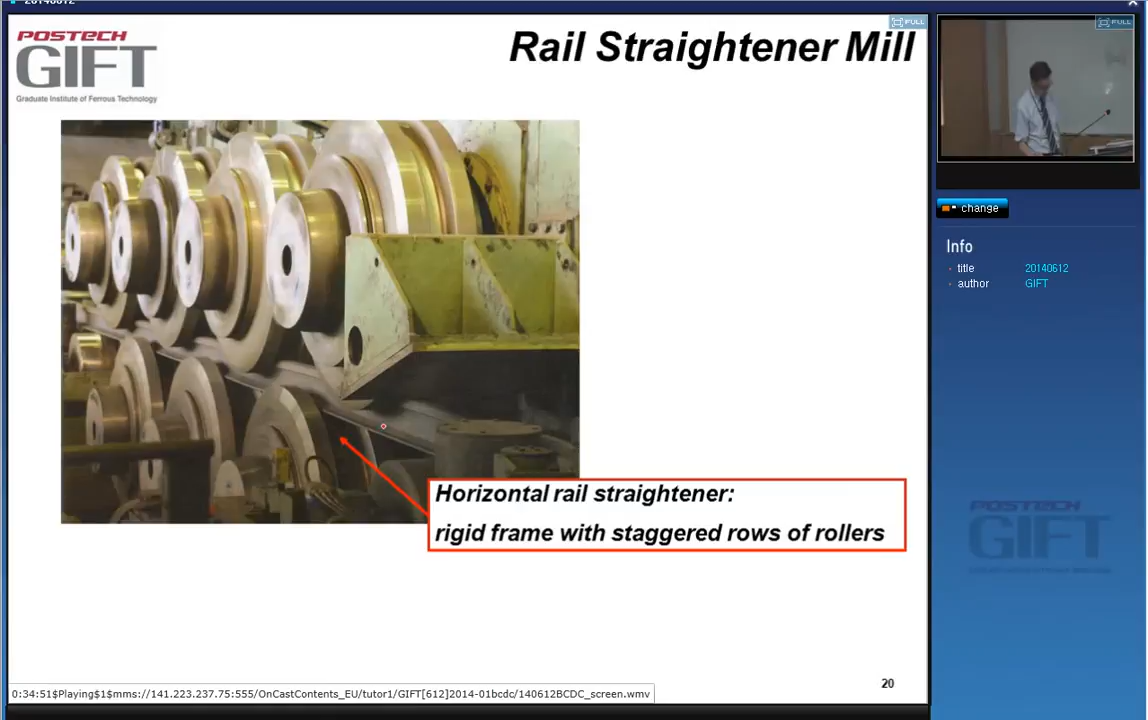 20140612
FULL
FULL
POSTECH
GIFT
Graduate Institute of Ferrous Technology
Rail Straightener Mill
Horizontal rail straightener:
rigid frame with staggered rows of rollers
20
0:34:51$Playing$1$mms://141.223.237.75:555/OnCastContents_EU/tutor1/GIFT[612]2014-01bcdc/140612BCDC_screen.wmv
change
Info
title 20140612
author GIFT
POSTECH
GIFT